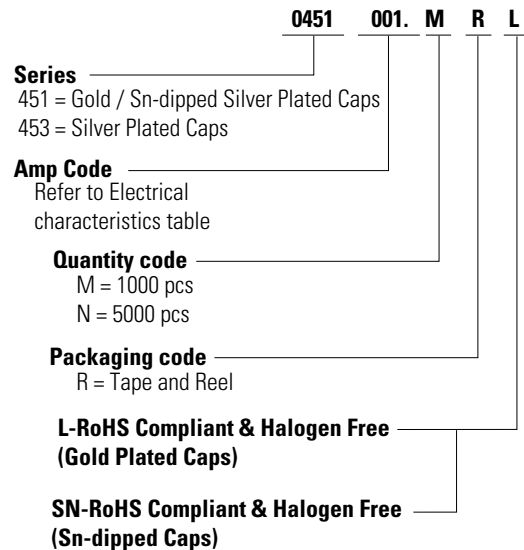 0451 001. M R L
Series
451 = Gold / Sn-dipped Silver Plated Caps
453 = Silver Plated Caps
Amp Code
Refer to Electrical
characteristics table
Quantity code
M = 1000 pcs
N = 5000 pcs
Packaging code
R = Tape and Reel
L-RoHS Compliant & Halogen Free
(Gold Plated Caps)
SN-RoHS Compliant & Halogen Free
(Sn-dipped Caps)